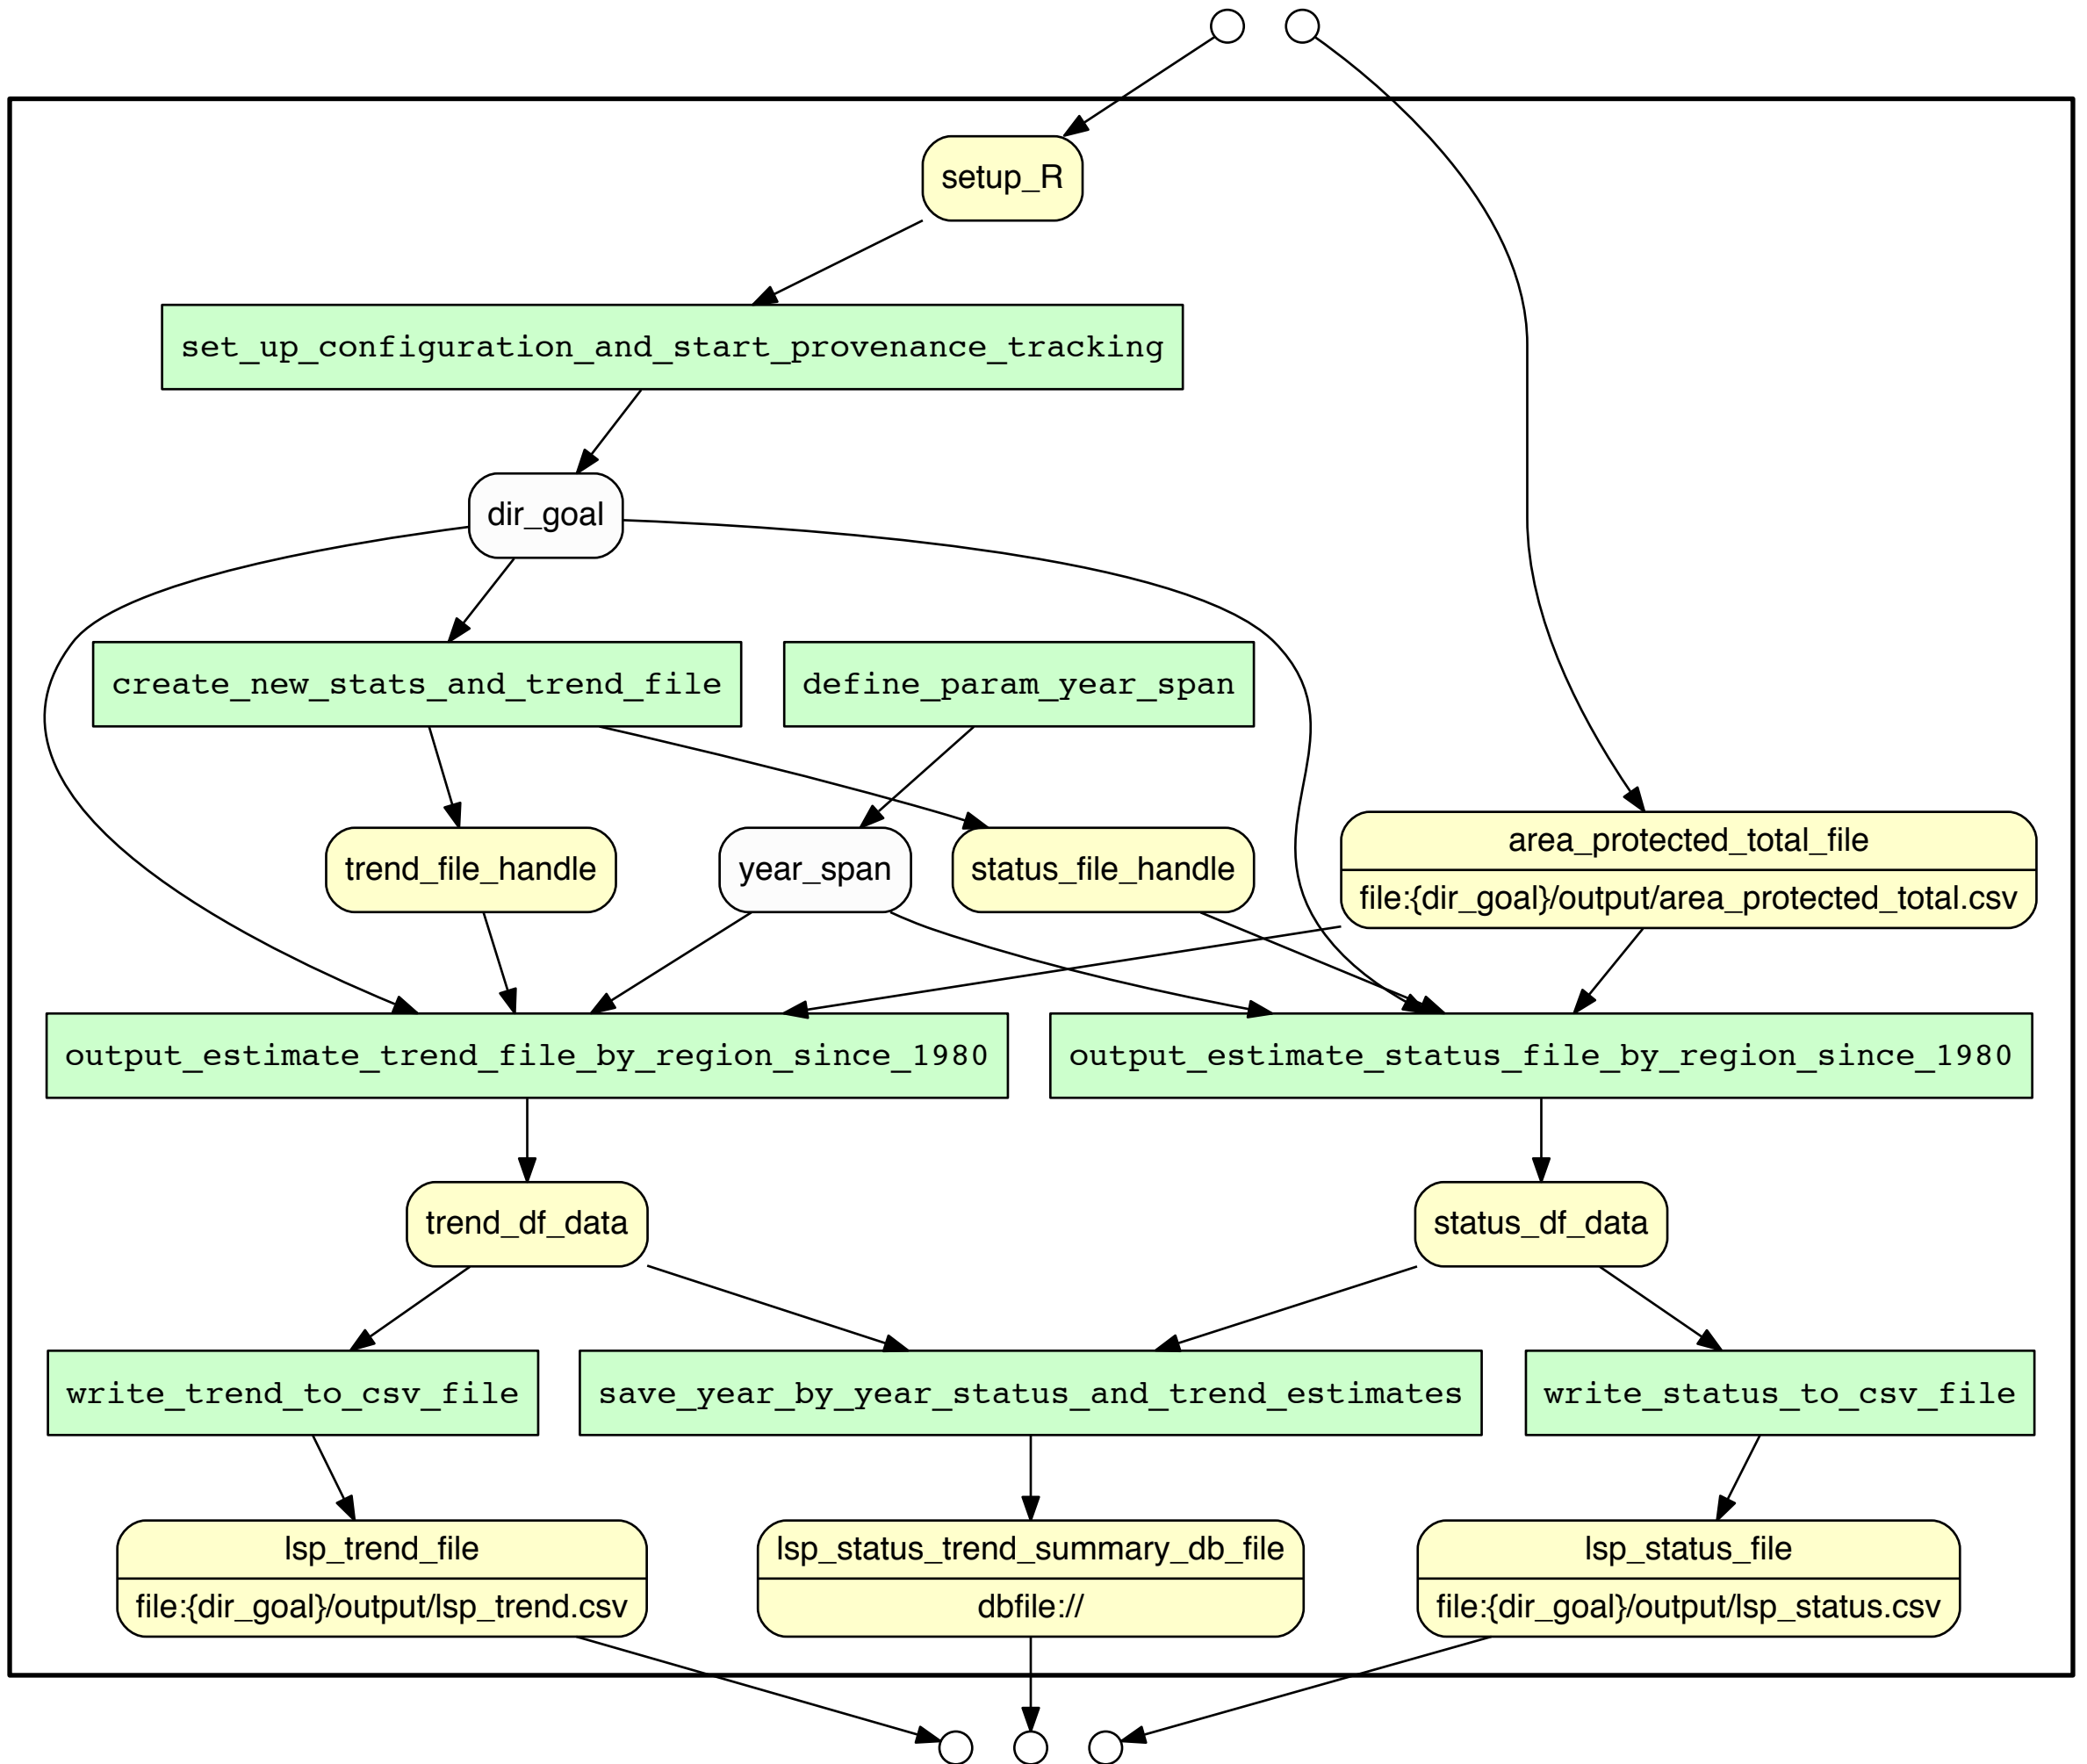 setup_R
set_up_configuration_and_start_provenance_tracking
dir_goal
create_new_stats_and_trend_file
define_param_year_span
trend_file_handle
year_span
status_file_handle
area_protected_total_file
file:{dir_goal}/output/area_protected_total.csv
output_estimate_trend_file_by_region_since_1980
output_estimate_status_file_by_region_since_1980
trend_df_data
status_df_data
write_trend_to_csv_file
save_year_by_year_status_and_trend_estimates
write_status_to_csv_file
lsp_trend_file
file:{dir_goal}/output/lsp_trend.csv
lsp_status_trend_summary_db_file
dbfile://
lsp_status_file
file:{dir_goal}/output/lsp_status.csv